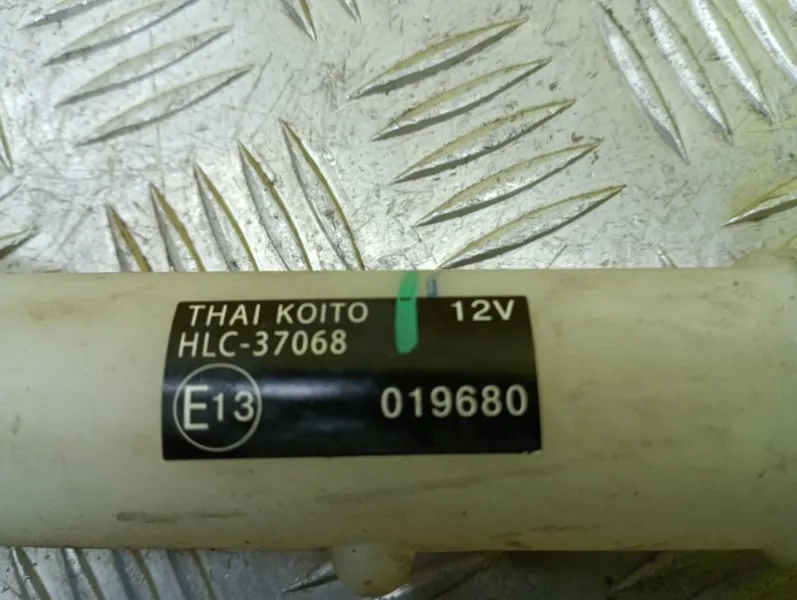 THAI KOITO 12V
HLC-37068
E13 019680